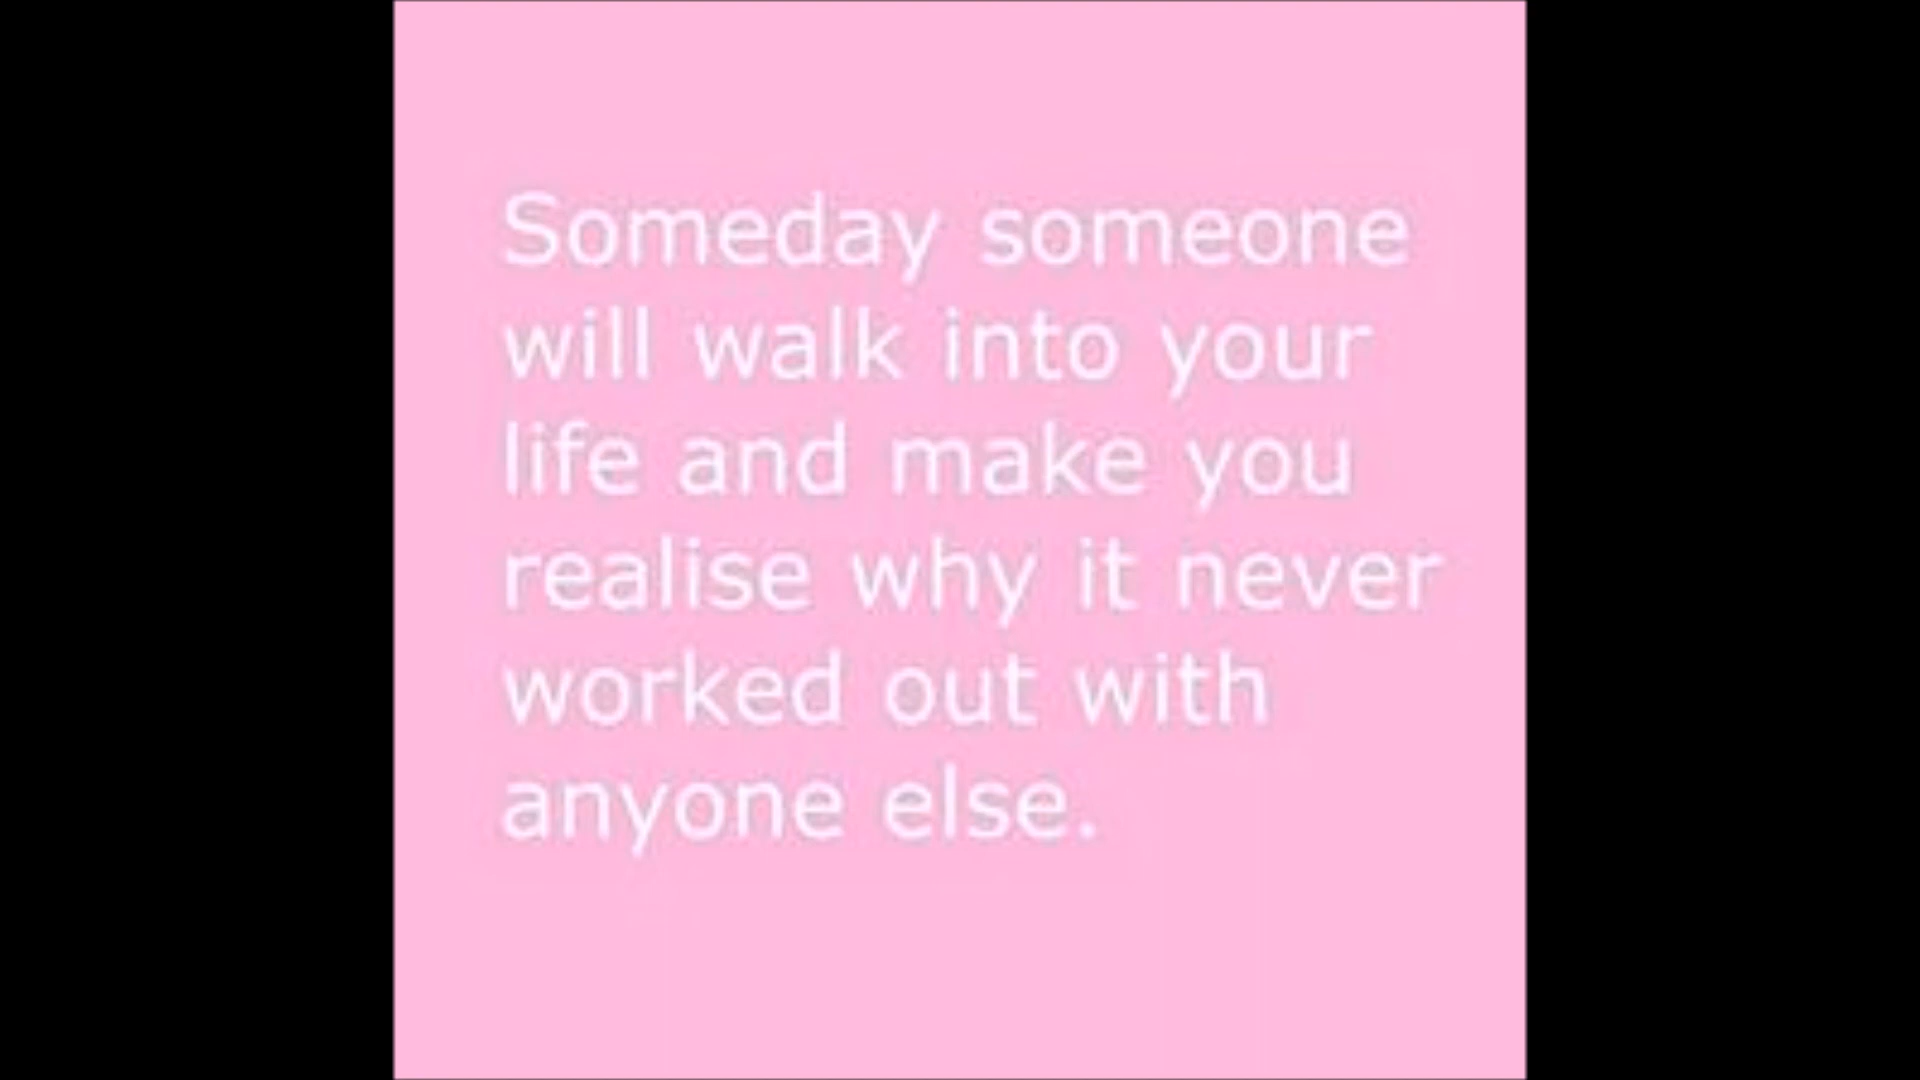 Someday someone
will walk into your
life and make you
realise why it never
worked out with
anyone else.